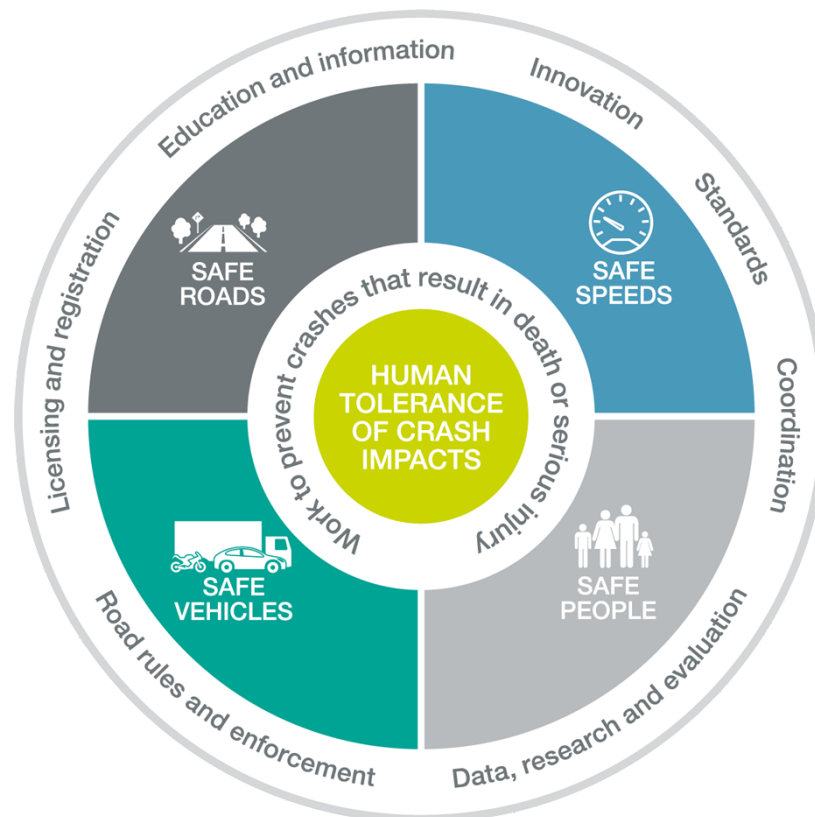 Education and information
Innovation
Standards
Coordination
Data, research and evaluation
Road rules and enforcement
Licensing and registration
SAFE
ROADS
SAFE
SPEEDS
SAFE
PEOPLE
SAFE
VEHICLES
Work to prevent crashes that result in death or serious injury
HUMAN
TOLERANCE
OF CRASH
IMPACTS